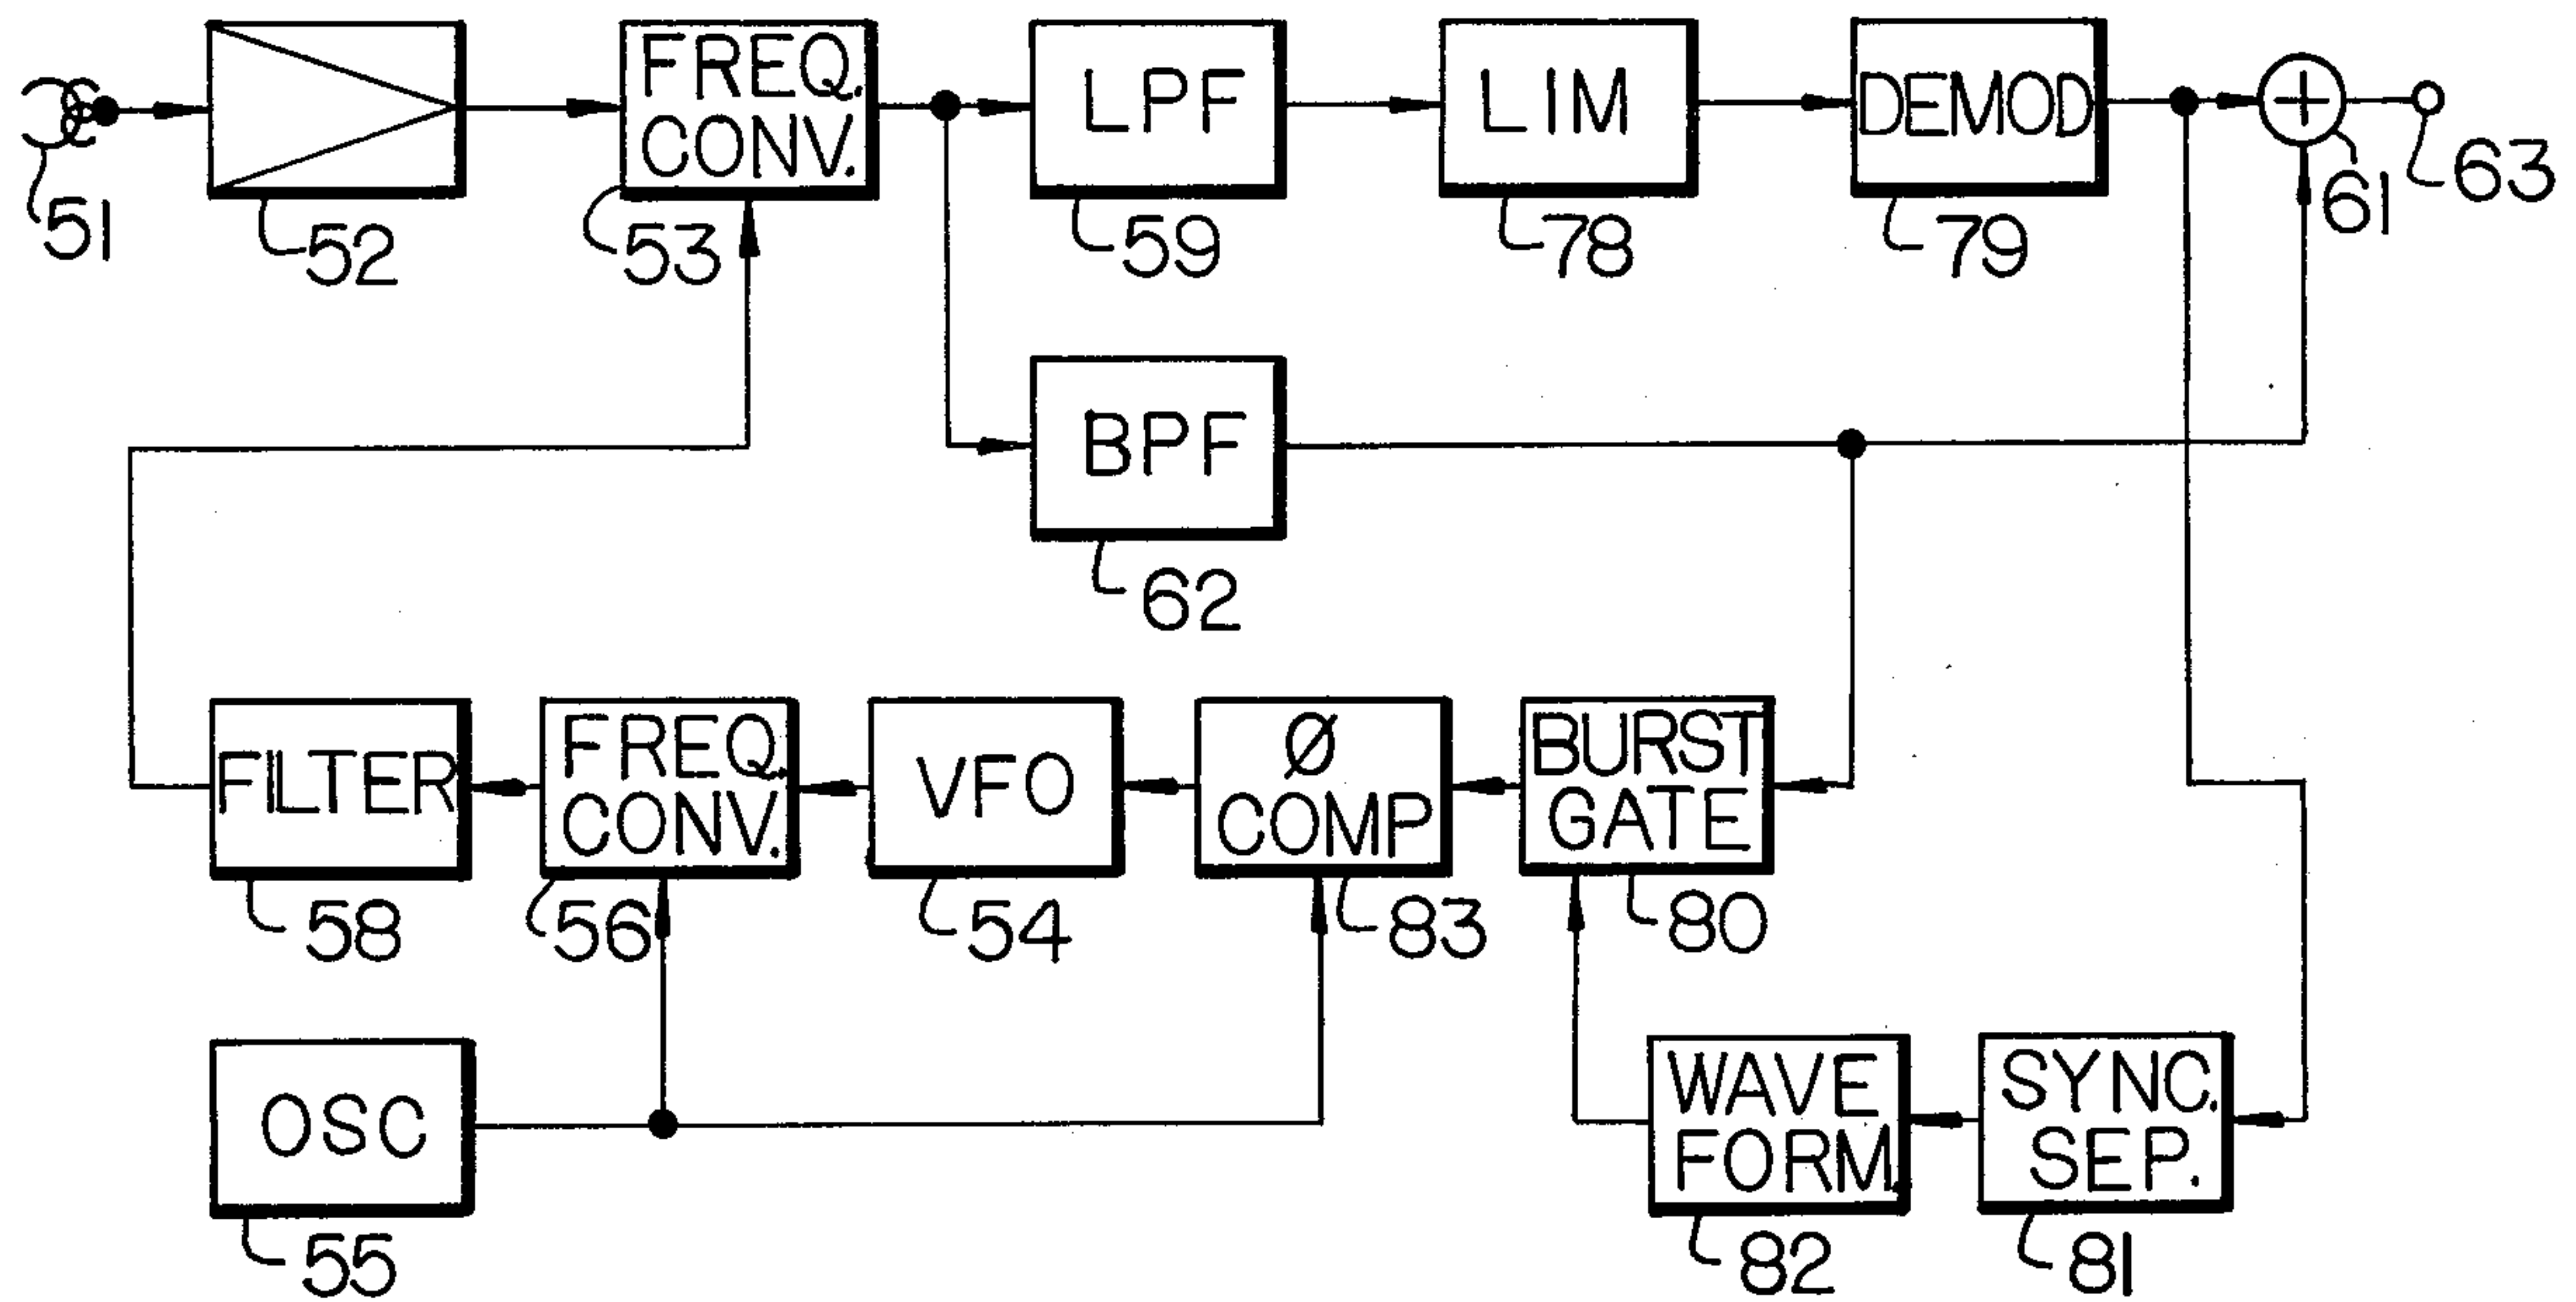 FREQ.
CONV.
LPF
LIM
DEMOD
51
52
53
59
78
79
61
63
BPF
62
FILTER
FREQ.
CONV.
VFO
Ø
COMP
BURST
GATE
58
56
54
83
80
OSC
WAVE
FORM.
SYNC.
SEP.
55
82
81